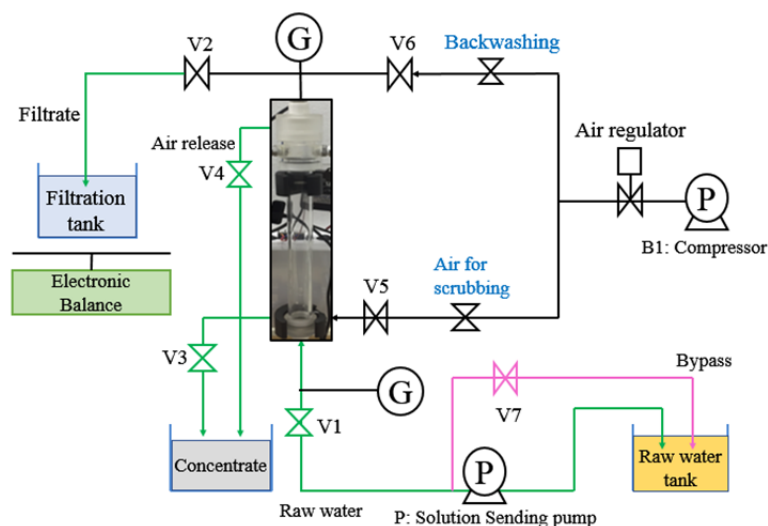 V2
G
V6
Backwashing
Filtrate
Air release
V4
Air regulator
Filtration
tank
P
B1: Compressor
Electronic
Balance
V5
Air for
scrubbing
V3
G
V1
Bypass
V7
Concentrate
P
Raw water
tank
Raw water
P: Solution Sending pump